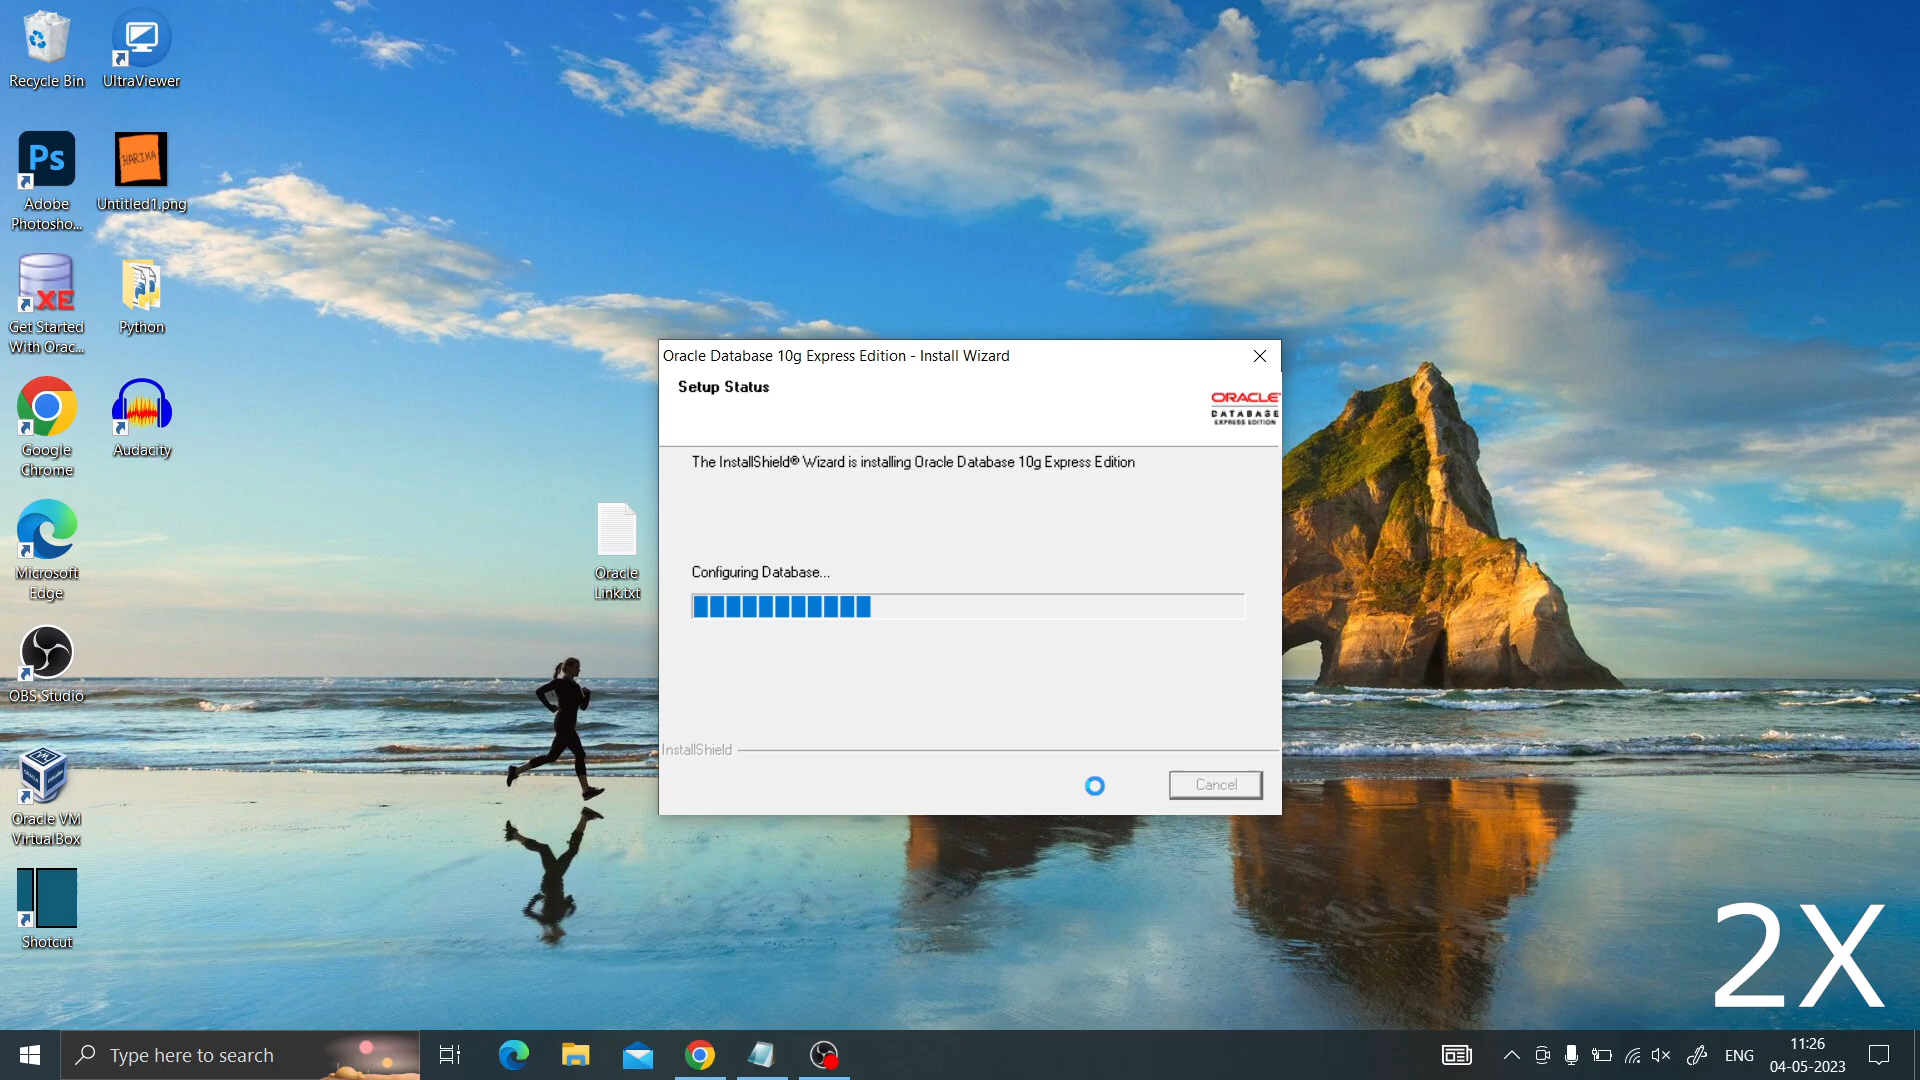 Recycle Bin
UltraViewer
Ps
Adobe
Photosho...
HARIKA
Untitled1.png
XE
Get Started
With Orac...
Python
Google
Chrome
Audacity
Microsoft
Edge
OBS Studio
Oracle VM
VirtualBox
Shotcut
Oracle
Link.txt
Oracle Database 10g Express Edition - Install Wizard
Setup Status
ORACLE
DATABASE
EXPRESS EDITION
The InstallShield® Wizard is installing Oracle Database 10g Express Edition
Configuring Database...
InstallShield
Cancel
2X
Type here to search
ENG
11:26
04-05-2023